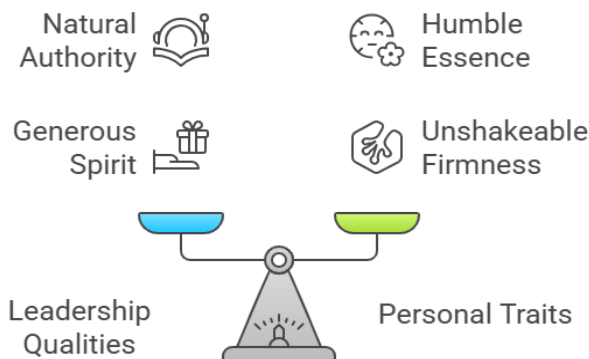 Natural
Authority
Humble
Essence
Generous
Spirit
Unshakeable
Firmness
Leadership
Qualities
Personal Traits